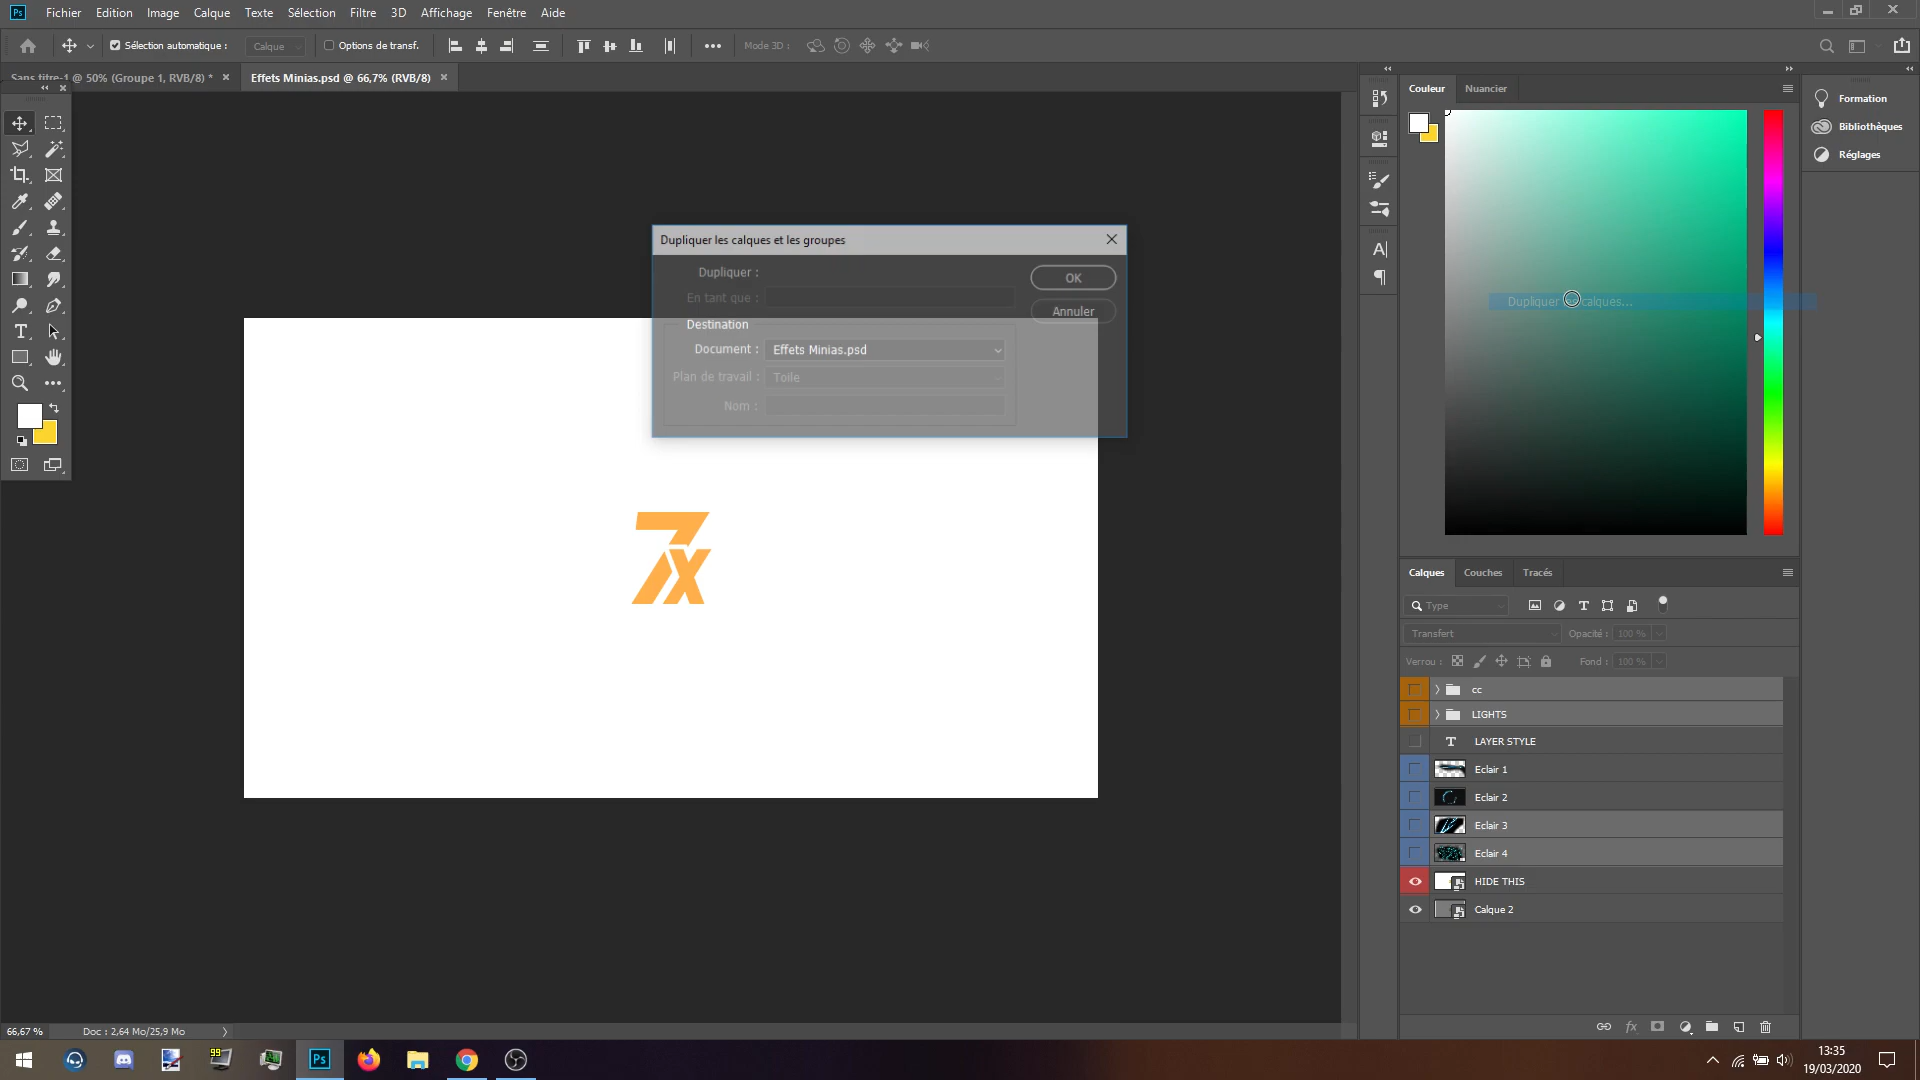 Ps
Fichier Edition Image Calque Texte Sélection Filtre 3D Affichage Fenêtre Aide
Sélection automatique : Calque Options de transf. Mode 3D :
Sans titre-1 @ 50% (Groupe 1, RVB/8) * Effets Minias.psd @ 66,7% (RVB/8)
Couleur Nuancier
Formation
Bibliothèques
Réglages
Dupliquer les calques et les groupes
Dupliquer :
OK
En tant que :
Annuler
Destination
Document : Effets Minias.psd
Plan de travail : Toile
Nom :
Dupliquer les calques...
7x
Calques Couches Tracés
Type
Transfert Opacité : 100 %
Verrou : Fond : 100 %
cc
LIGHTS
LAYER STYLE
Eclair 1
Eclair 2
Eclair 3
Eclair 4
HIDE THIS
Calque 2
66,67 % Doc : 2,64 Mo/25,9 Mo
99
Ps
13:35
19/03/2020